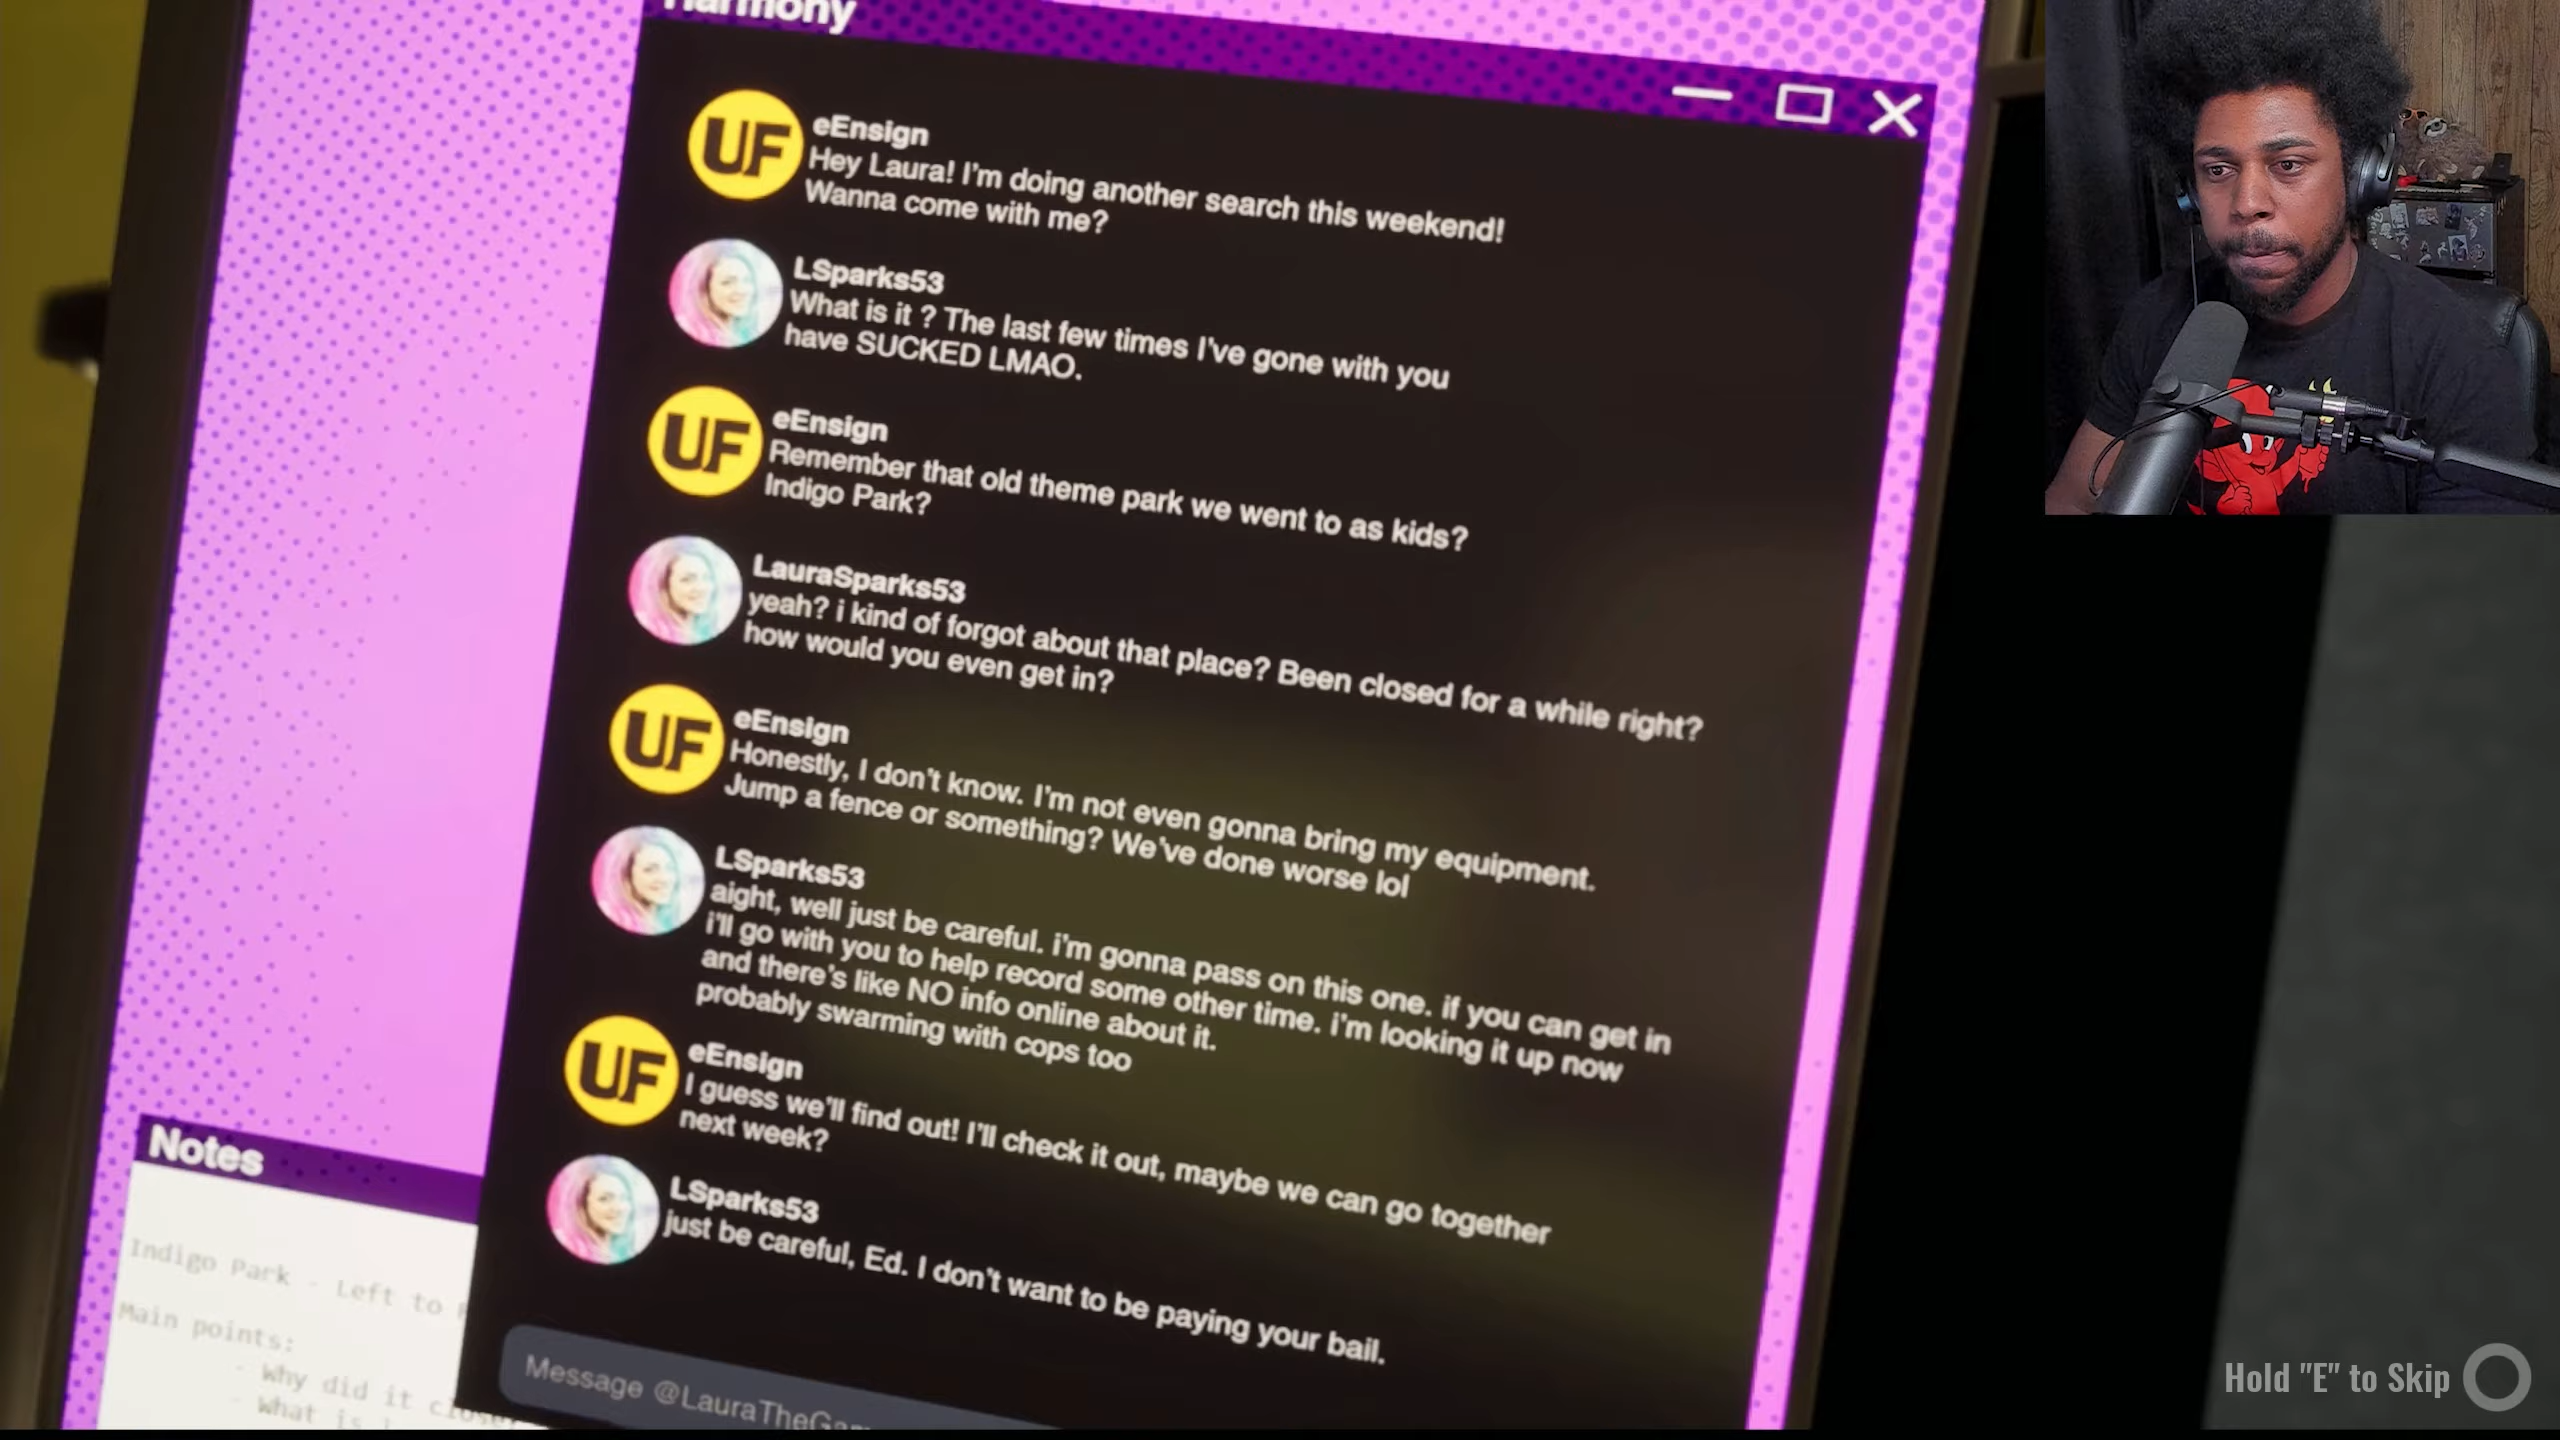 Harmony
eEnsign
Hey Laura! I'm doing another search this weekend!
Wanna come with me?
LSparks53
What is it ? The last few times I've gone with you
have SUCKED LMAO.
eEnsign
Remember that old theme park we went to as kids?
Indigo Park?
LauraSparks53
yeah? i kind of forgot about that place? Been closed for a while right?
how would you even get in?
eEnsign
Honestly, I don't know. I'm not even gonna bring my equipment.
Jump a fence or something? We've done worse lol
LSparks53
aight, well just be careful. i'm gonna pass on this one. if you can get in
i'll go with you to help record some other time. i'm looking it up now
and there's like NO info online about it.
probably swarming with cops too
eEnsign
I guess we'll find out! I'll check it out, maybe we can go together
next week?
LSparks53
just be careful, Ed. I don't want to be paying your bail.
Message @LauraTheGam
UF
UF
UF
UF
Notes
Indigo Park - Left to
Main points:
- Why did it close
- What is
Hold "E" to Skip